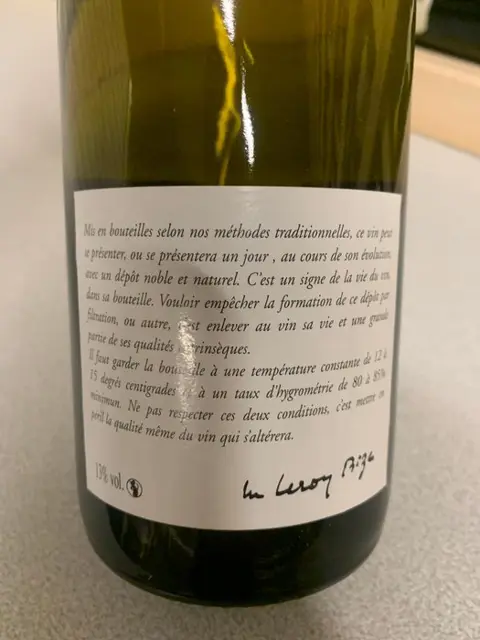 Mis en bouteilles selon nos méthodes traditionnelles, ce vin peut
se présenter, ou se présentera un jour , au cours de son évolution,
avec un dépôt noble et naturel. C'est un signe de la vie du vin,
dans sa bouteille. Vouloir empêcher la formation de ce dépôt par
filtration, ou autre, c'est enlever au vin sa vie et une grande
partie de ses qualités intrinsèques.
Il faut garder la bouteille à une température constante de 12 à
15 degrés centigrades et à un taux d'hygrométrie de 80 à 85%
minimum. Ne pas respecter ces deux conditions, c'est mettre en
péril la qualité même du vin qui s'altérera.
13% vol.
Leroy Bize